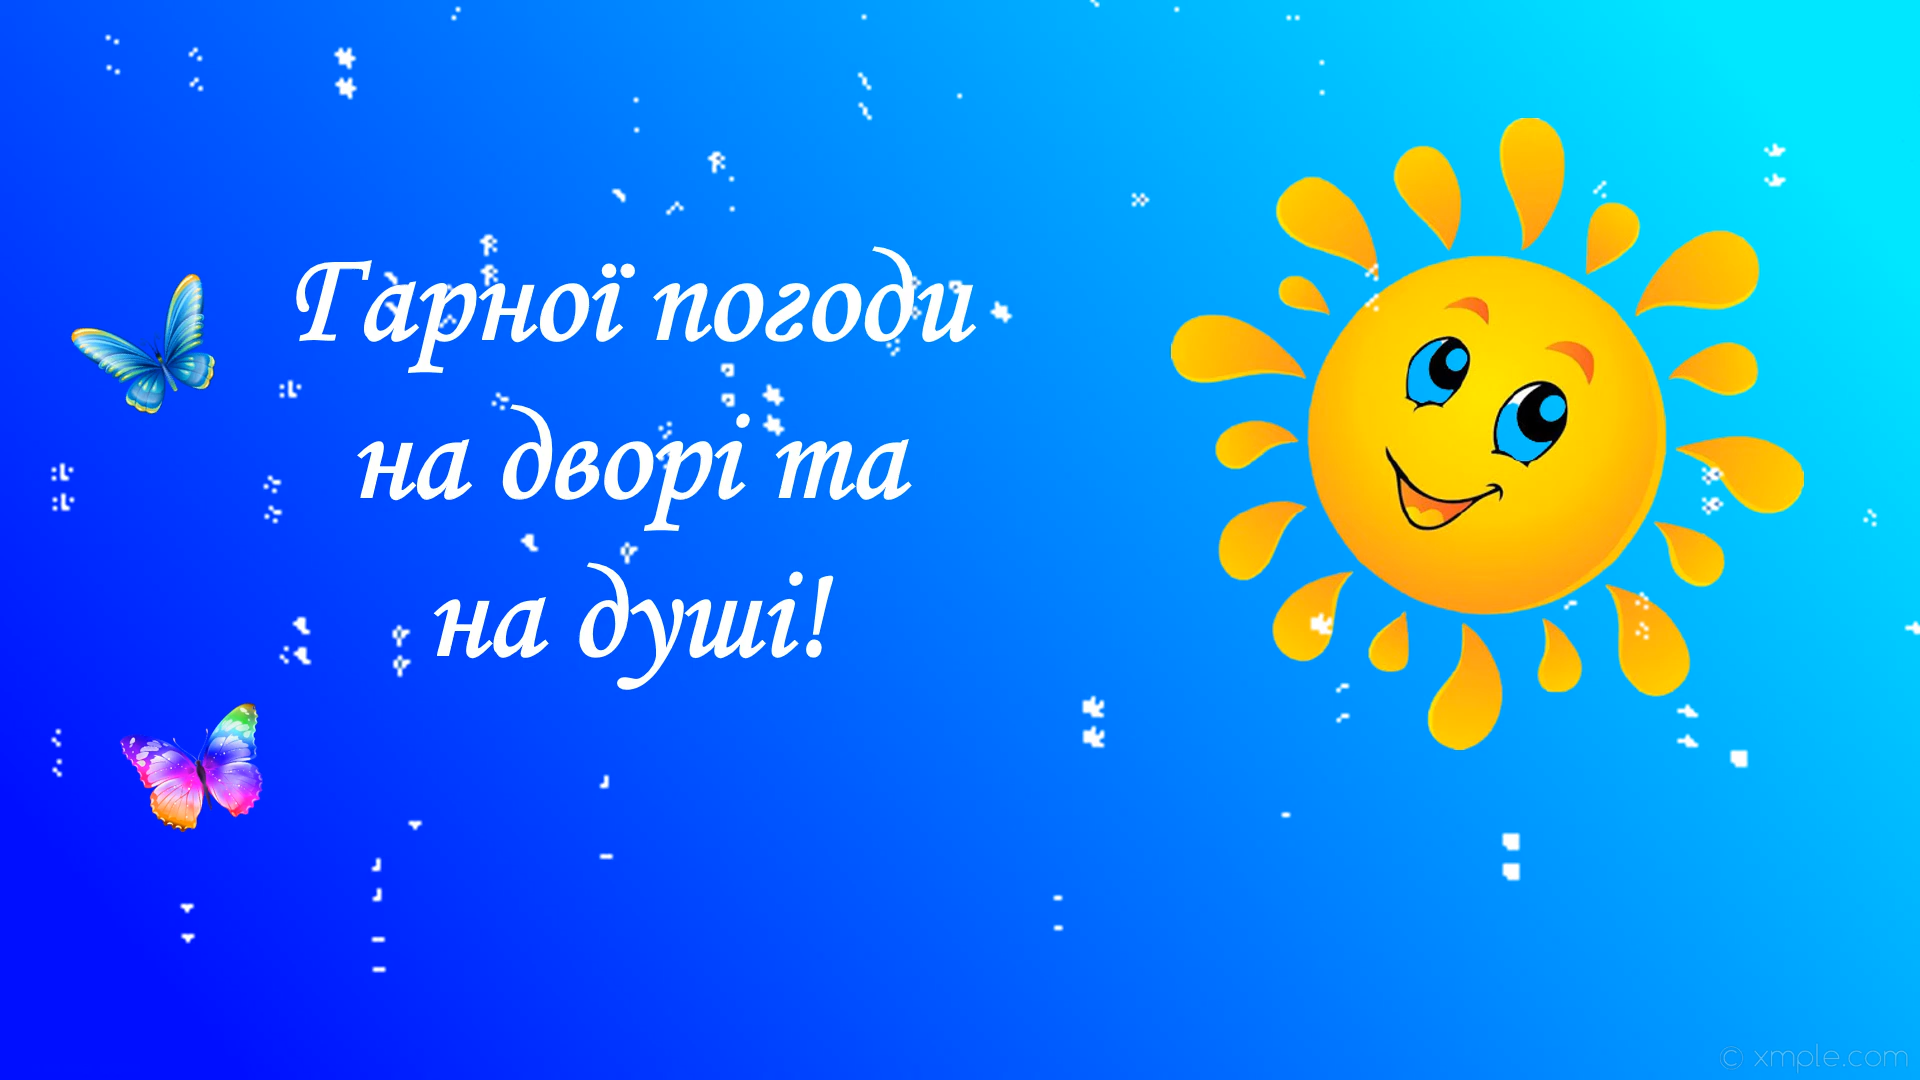 Гарної погоди
на дворі та
на душі!
© xmple.com